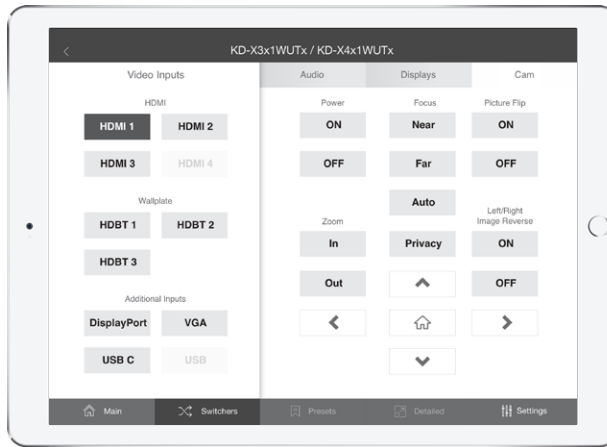 KD-X3x1WUTx / KD-X4x1WUTx
Video Inputs
HDMI
HDMI 1 HDMI 2
HDMI 3 HDMI 4
Wallplate
HDBT 1 HDBT 2
HDBT 3
Additional Inputs
DisplayPort VGA
USB C USB
Audio Displays Cam
Power Focus Picture Flip
ON Near ON
OFF Far OFF
Auto
Zoom
Left/Right
Image Reverse
In Privacy ON
Out OFF
Main Switchers Presets Detailed Settings